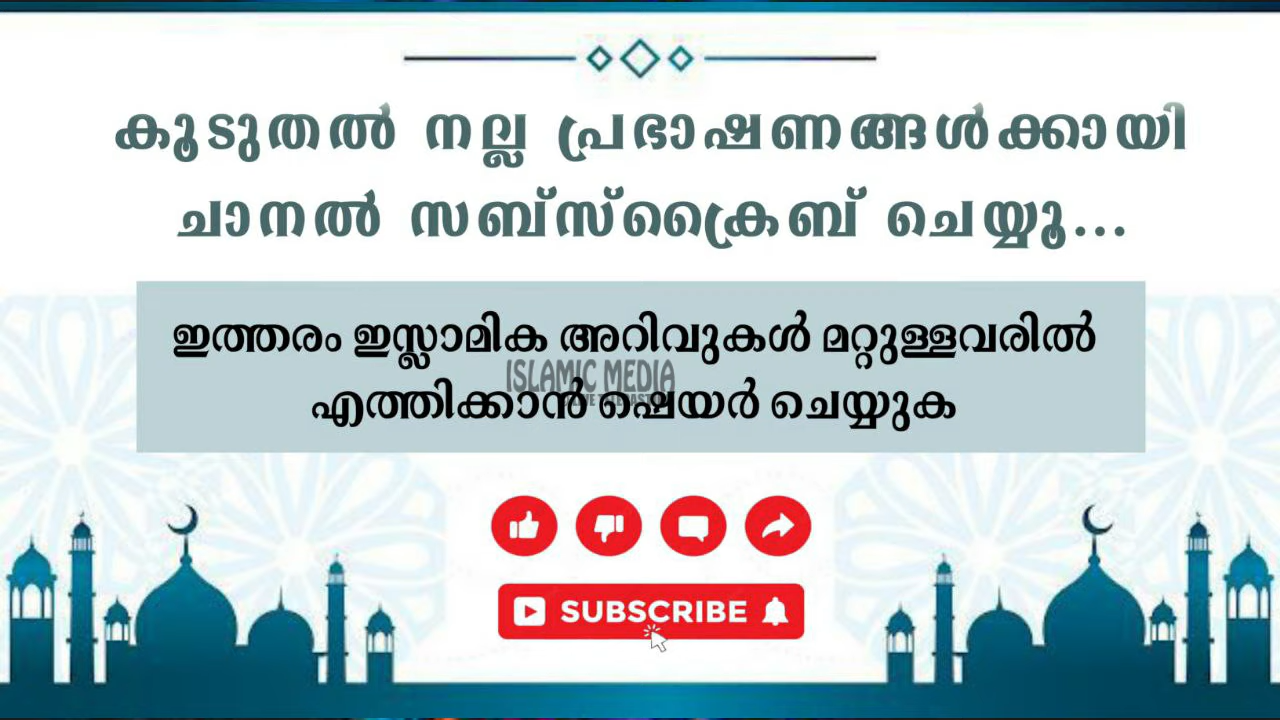 കൂടുതൽ നല്ല പ്രഭാഷണങ്ങൾക്കായി
ചാനൽ സബ്സ്ക്രൈബ് ചെയ്യൂ...
ഇത്തരം ഇസ്ലാമിക അറിവുകൾ മറ്റുള്ളവരിൽ
ISLAMIC MEDIA
എത്തിക്കാൻ ഷെയർ ചെയ്യുക
SUBSCRIBE